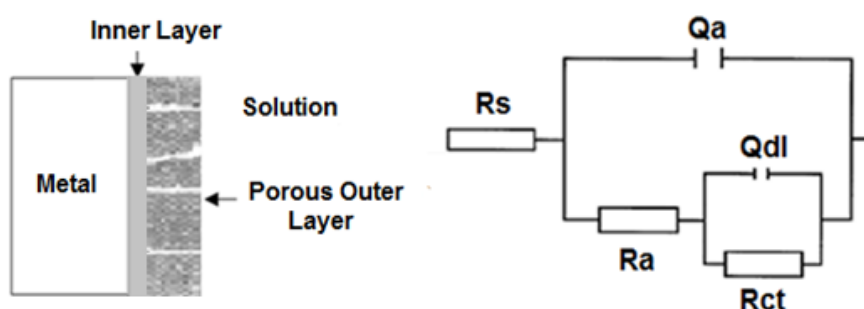 Inner Layer
Metal
Solution
Porous Outer
Layer
Qa
Rs
Qdl
Ra
Rct